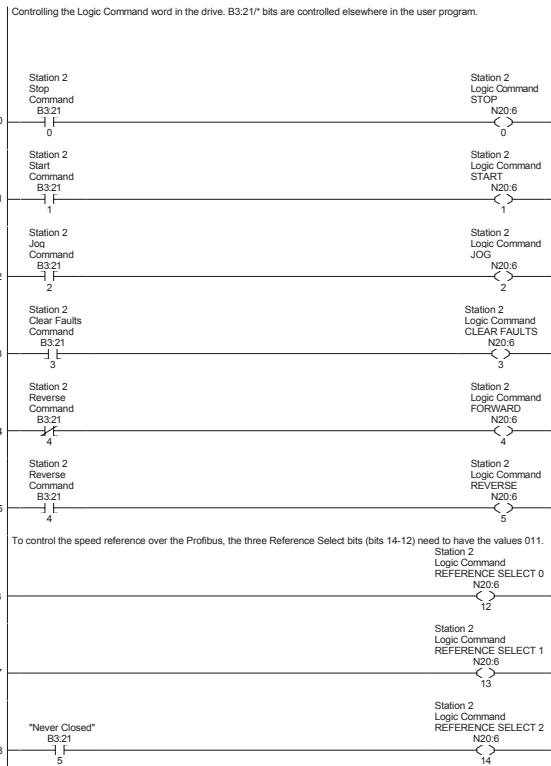 Controlling the Logic Command word in the drive. B3:21/* bits are controlled elsewhere in the user program.
Station 2
Stop
Command
B3:21
0
Station 2
Logic Command
STOP
N20:6
0
Station 2
Start
Command
B3:21
1
Station 2
Logic Command
START
N20:6
1
Station 2
Jog
Command
B3:21
2
Station 2
Logic Command
JOG
N20:6
2
Station 2
Clear Faults
Command
B3:21
3
Station 2
Logic Command
CLEAR FAULTS
N20:6
3
Station 2
Reverse
Command
B3:21
4
Station 2
Logic Command
FORWARD
N20:6
4
Station 2
Reverse
Command
B3:21
4
Station 2
Logic Command
REVERSE
N20:6
5
To control the speed reference over the Profibus, the three Reference Select bits (bits 14-12) need to have the values 011.
Station 2
Logic Command
REFERENCE SELECT 0
N20:6
12
Station 2
Logic Command
REFERENCE SELECT 1
N20:6
13
"Never Closed"
B3:21
5
Station 2
Logic Command
REFERENCE SELECT 2
N20:6
14